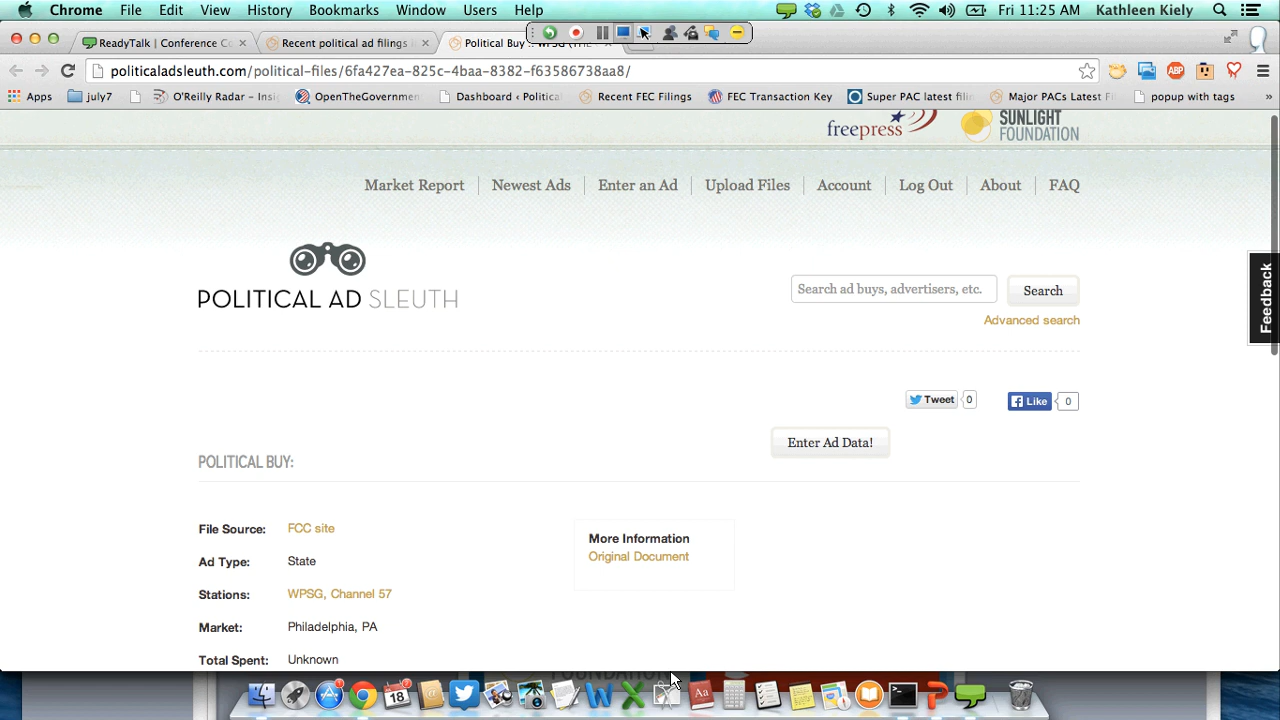 Chrome File Edit View History Bookmarks Window Users Help Fri 11:25 AM Kathleen Kiely
ReadyTalk | Conference Co Recent political ad filings Political Buy
politicaladsleuth.com/political-files/6fa427ea-825c-4baa-8382-f63586738aa8/
Apps july7 O'Reilly Radar - Insi OpenTheGovernmen Dashboard ‹ Political Recent FEC Filings FEC Transaction Key Super PAC latest filin Major PACs Latest F popup with tags »
freepress SUNLIGHT
FOUNDATION
Market Report Newest Ads Enter an Ad Upload Files Account Log Out About FAQ
POLITICAL AD SLEUTH
Search ad buys, advertisers, etc. Search
Advanced search
Feedback
Tweet 0 Like 0
Enter Ad Data!
POLITICAL BUY:
File Source: FCC site
Ad Type: State
Stations: WPSG, Channel 57
Market: Philadelphia, PA
Total Spent: Unknown
More Information
Original Document
18
Aa